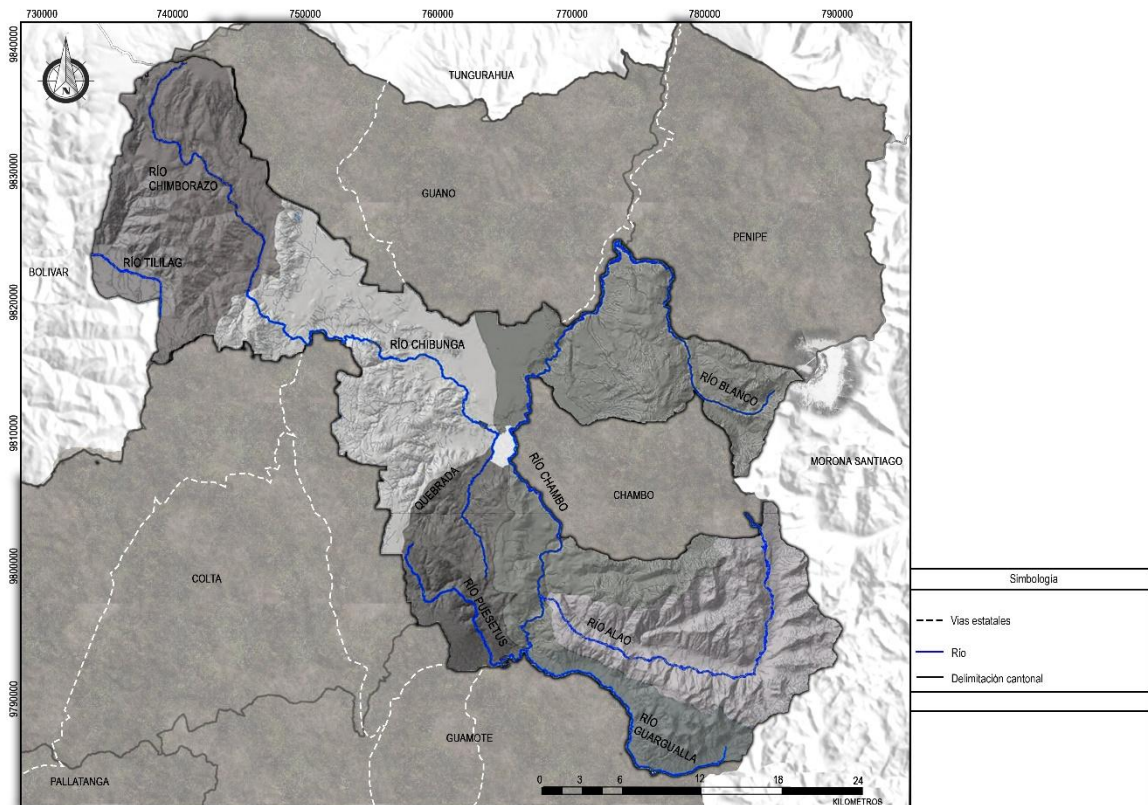 730000 740000 750000 760000 770000 780000 790000
9840000
9830000
9820000
9810000
9800000
9790000
N
TUNGURAHUA
RÍO
CHIMBORAZO
GUANO
PENIPE
BOLIVAR
RÍO TILILAG
RÍO CHIBUNGA
RÍO BLANCO
MORONA SANTIAGO
QUEBRADA
RÍO CHAMBO
CHAMBO
COLTA
RÍO PUESETUS
RÍO ALAO
RÍO
GUARGUALLA
GUAMOTE
PALLATANGA
0 3 6 12 18 24
KILOMETROS
Simbología
Vias estatales
Río
Delimitación cantonal